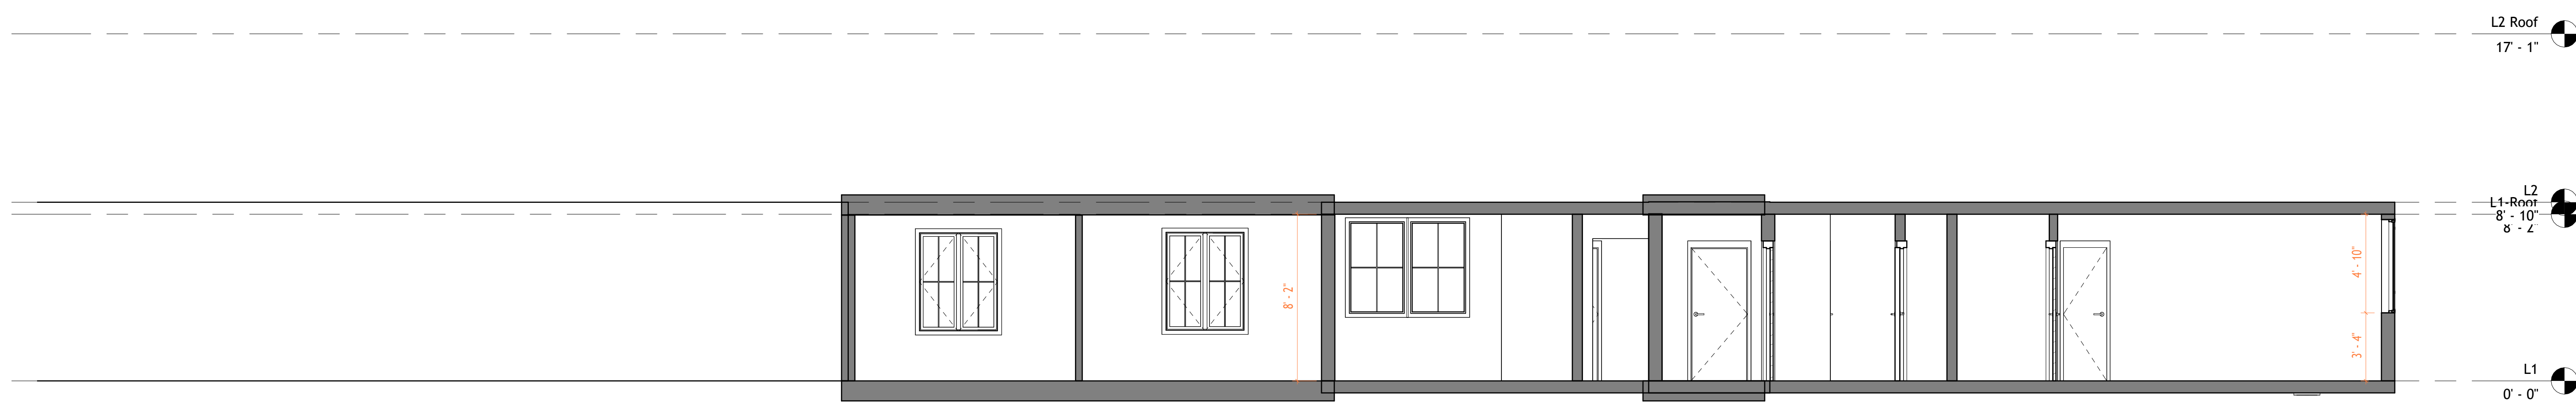 L2 Roof
17' - 1"
L2
L1-Roof
8' - 10"
8' - 2"
8' - 2"
4' - 10"
3' - 4"
L1
0' - 0"